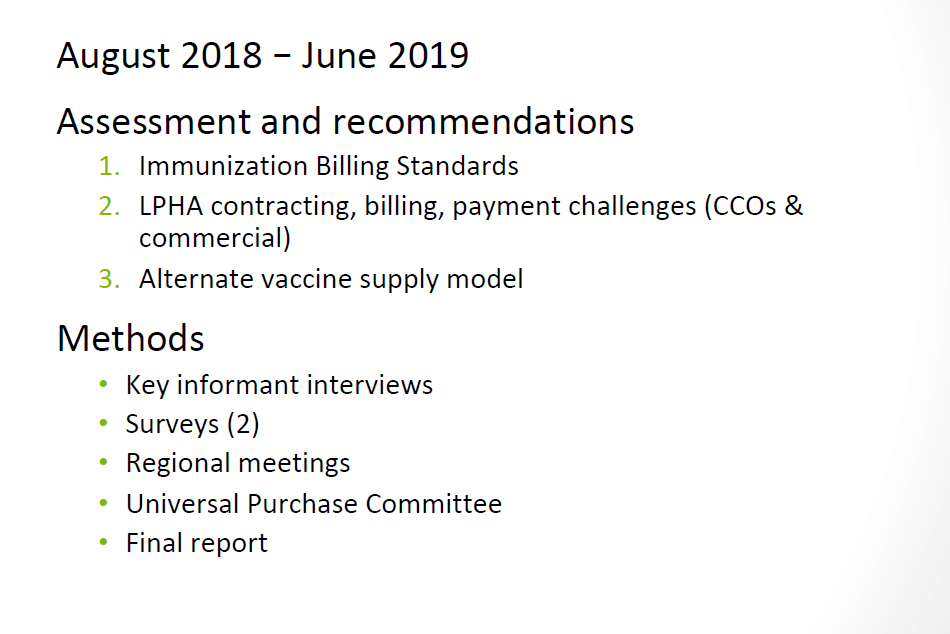 August 2018 – June 2019
Assessment and recommendations
1. Immunization Billing Standards
2. LPHA contracting, billing, payment challenges (CCOs &
commercial)
3. Alternate vaccine supply model
Methods
• Key informant interviews
• Surveys (2)
• Regional meetings
• Universal Purchase Committee
• Final report